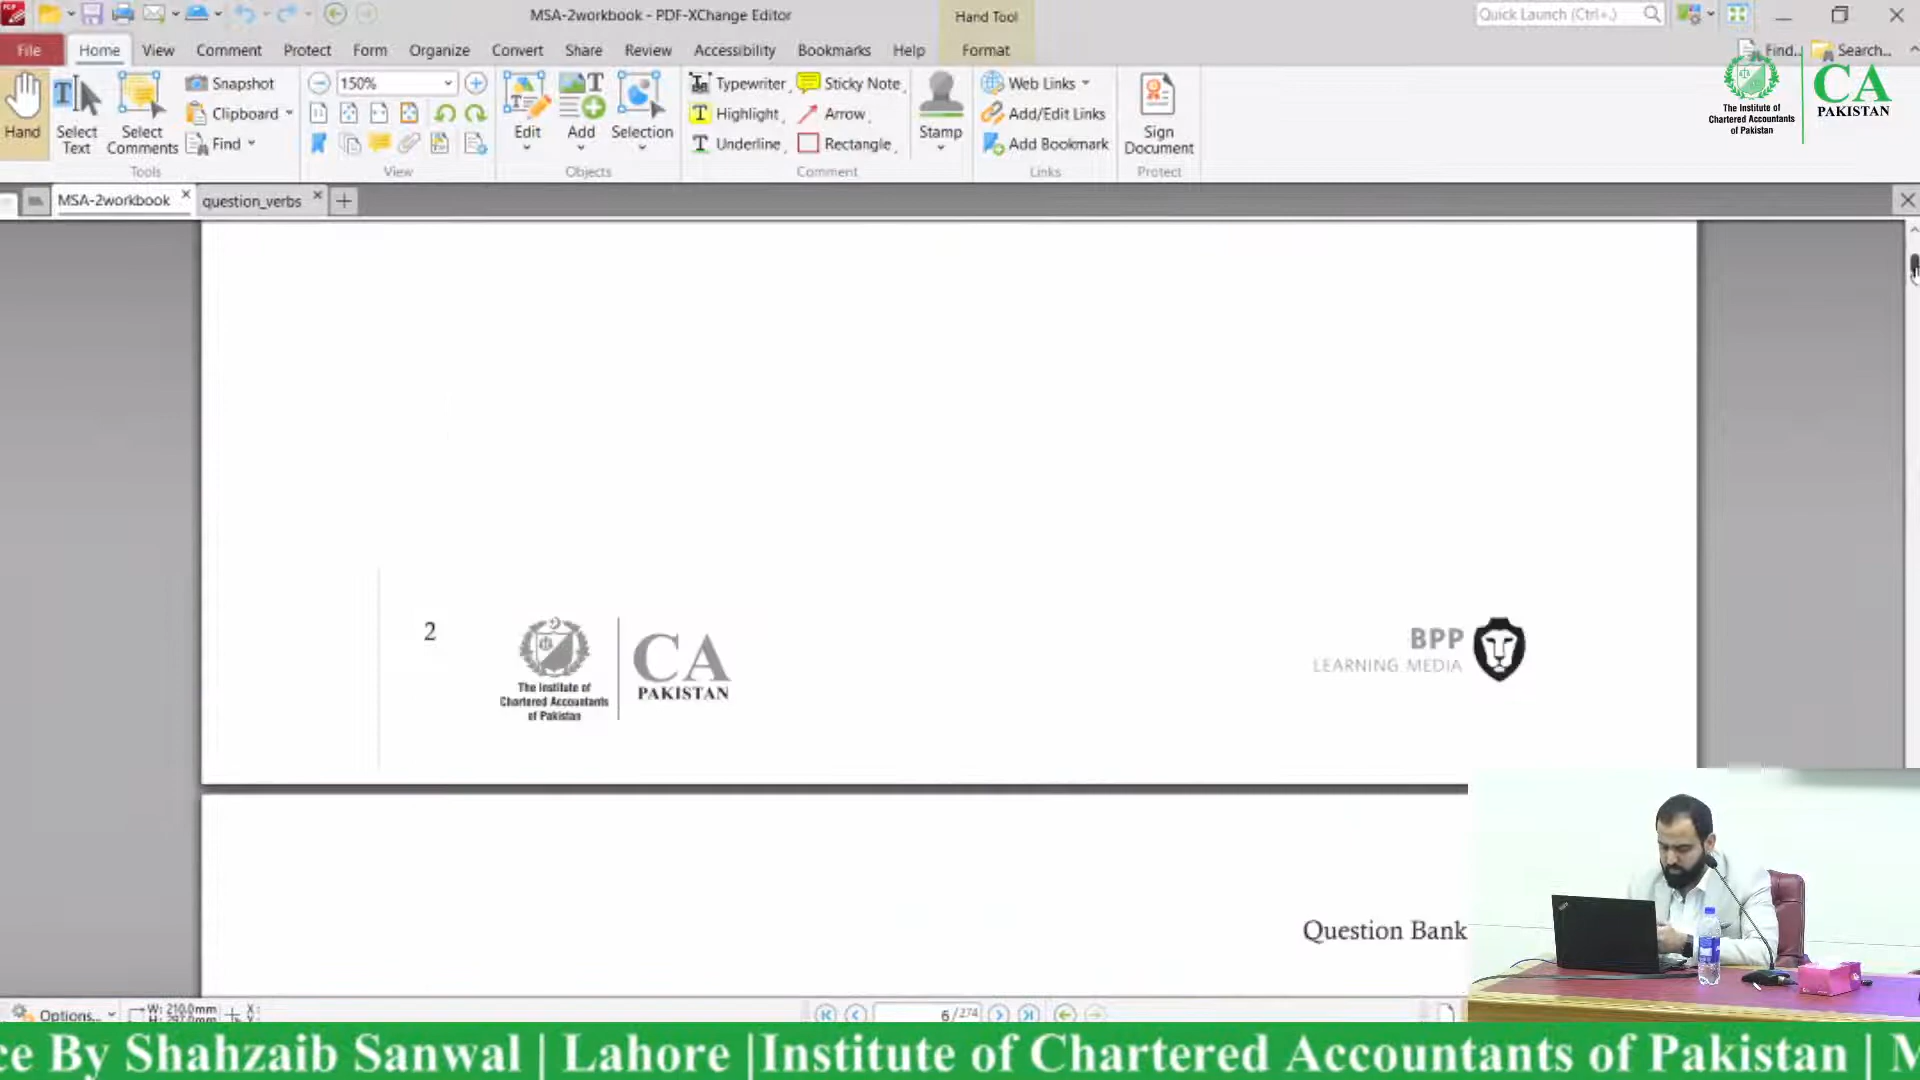 MSA-2workbook - PDF-XChange Editor
Hand Tool
Quick Launch (Ctrl+.)
File Home View Comment Protect Form Organize Convert Share Review Accessibility Bookmarks Help Format
Find... Search...
Hand
Select Text
Select Comments
Snapshot
Clipboard
Find
Tools
150%
View
Edit
Add
Selection
Objects
Typewriter
Highlight
Underline
Sticky Note
Arrow
Rectangle
Stamp
Comment
Web Links
Add/Edit Links
Add Bookmark
Links
Sign Document
Protect
The Institute of
Chartered Accountants
of Pakistan
CA
PAKISTAN
MSA-2workbook question_verbs
2
The Institute of
Chartered Accountants
of Pakistan
CA
PAKISTAN
BPP
LEARNING MEDIA
Question Bank
Options...
W: 210.0mm
H: 297.0mm
X:
Y:
6 / 274
ce By Shahzaib Sanwal | Lahore |Institute of Chartered Accountants of Pakistan | M